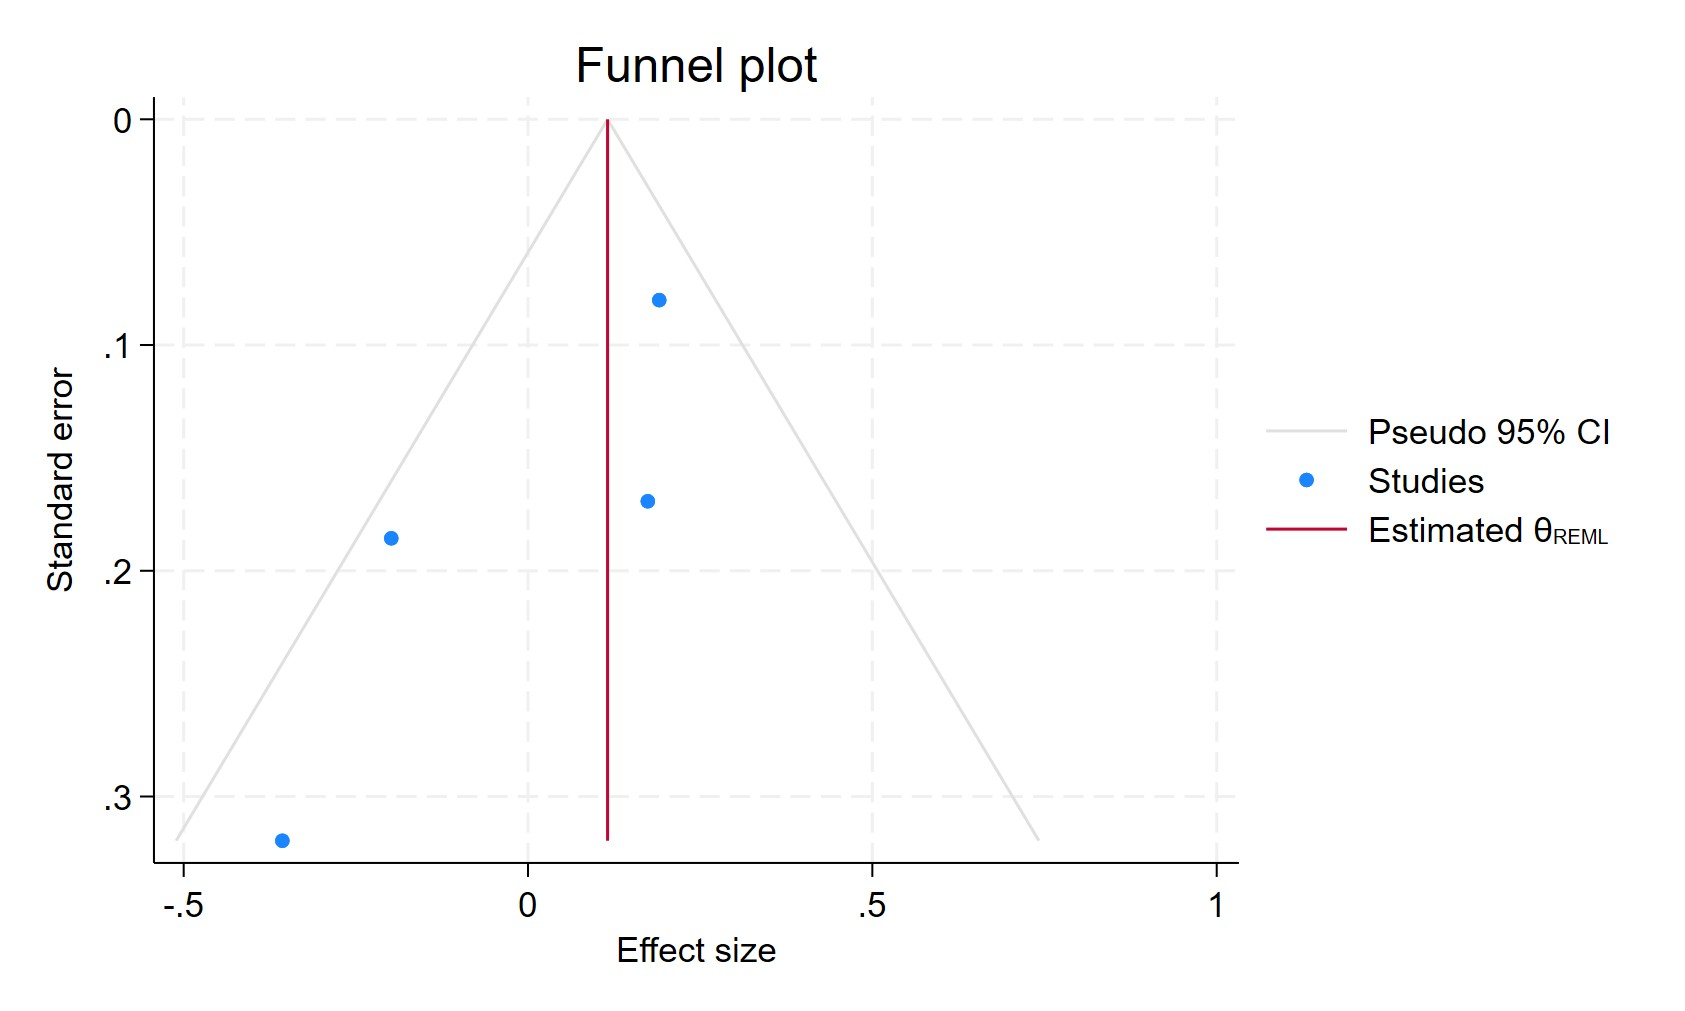 Funnel plot
0
.1
.2
.3
Standard error
-.5
0
.5
1
Effect size
Pseudo 95% CI
Studies
Estimated θREML